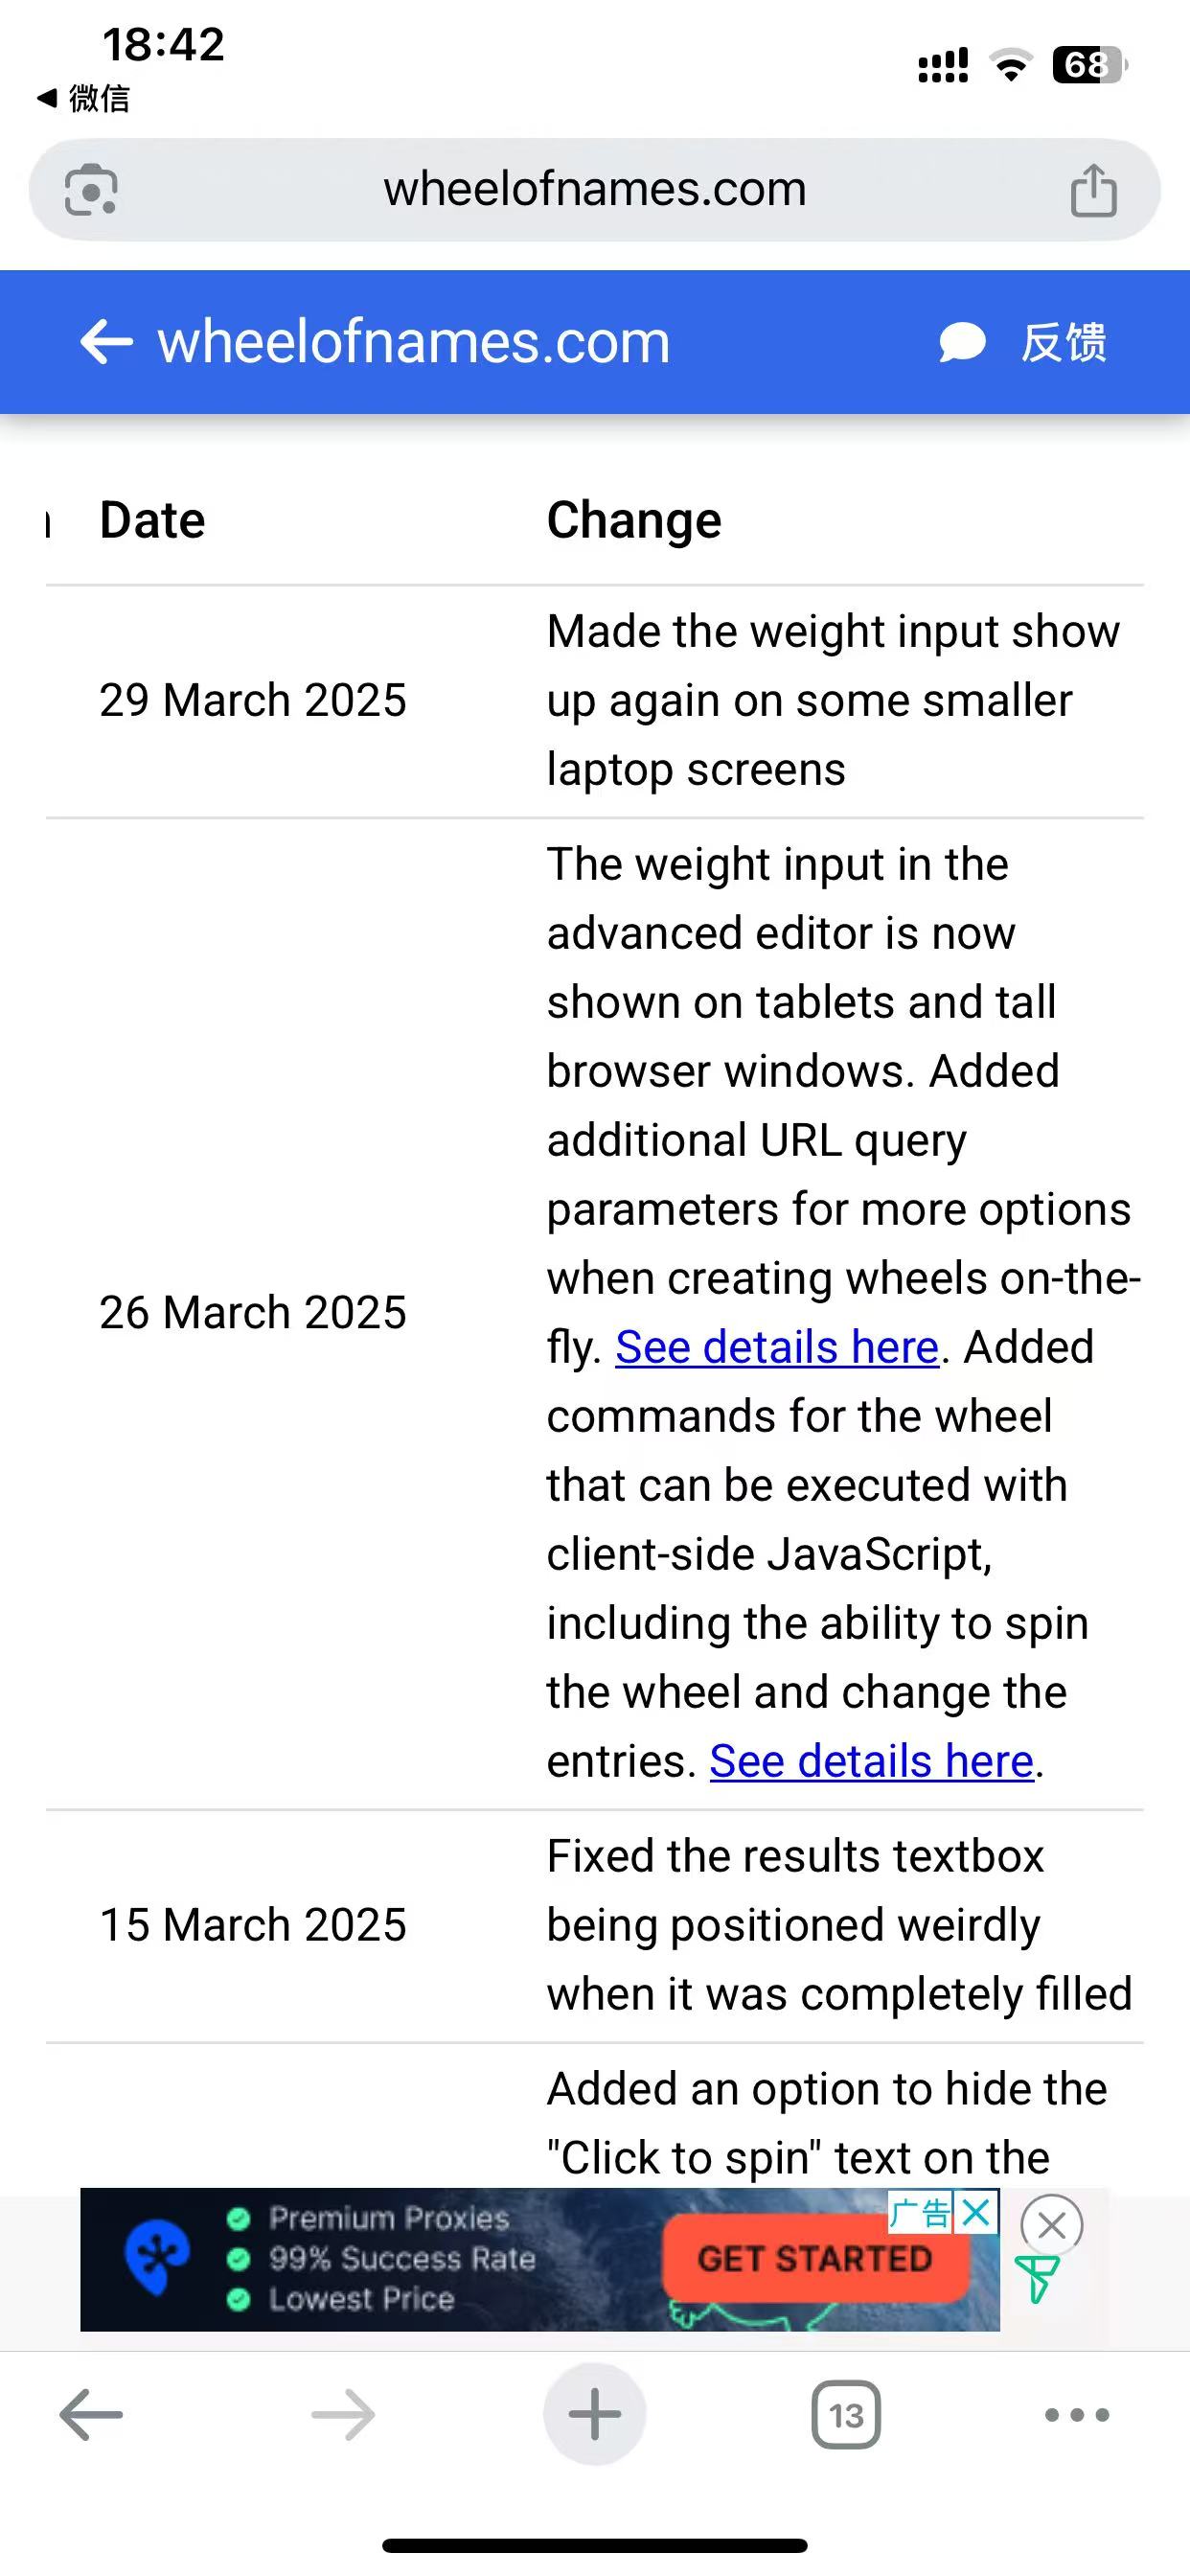 18:42
68
◀ 微信
wheelofnames.com
wheelofnames.com
反馈
Date Change
29 March 2025
Made the weight input show
up again on some smaller
laptop screens
26 March 2025
The weight input in the
advanced editor is now
shown on tablets and tall
browser windows. Added
additional URL query
parameters for more options
when creating wheels on-the-
fly. See details here. Added
commands for the wheel
that can be executed with
client-side JavaScript,
including the ability to spin
the wheel and change the
entries. See details here.
15 March 2025
Fixed the results textbox
being positioned weirdly
when it was completely filled
Added an option to hide the
"Click to spin" text on the
Premium Proxies
99% Success Rate
Lowest Price
GET STARTED
广告
13